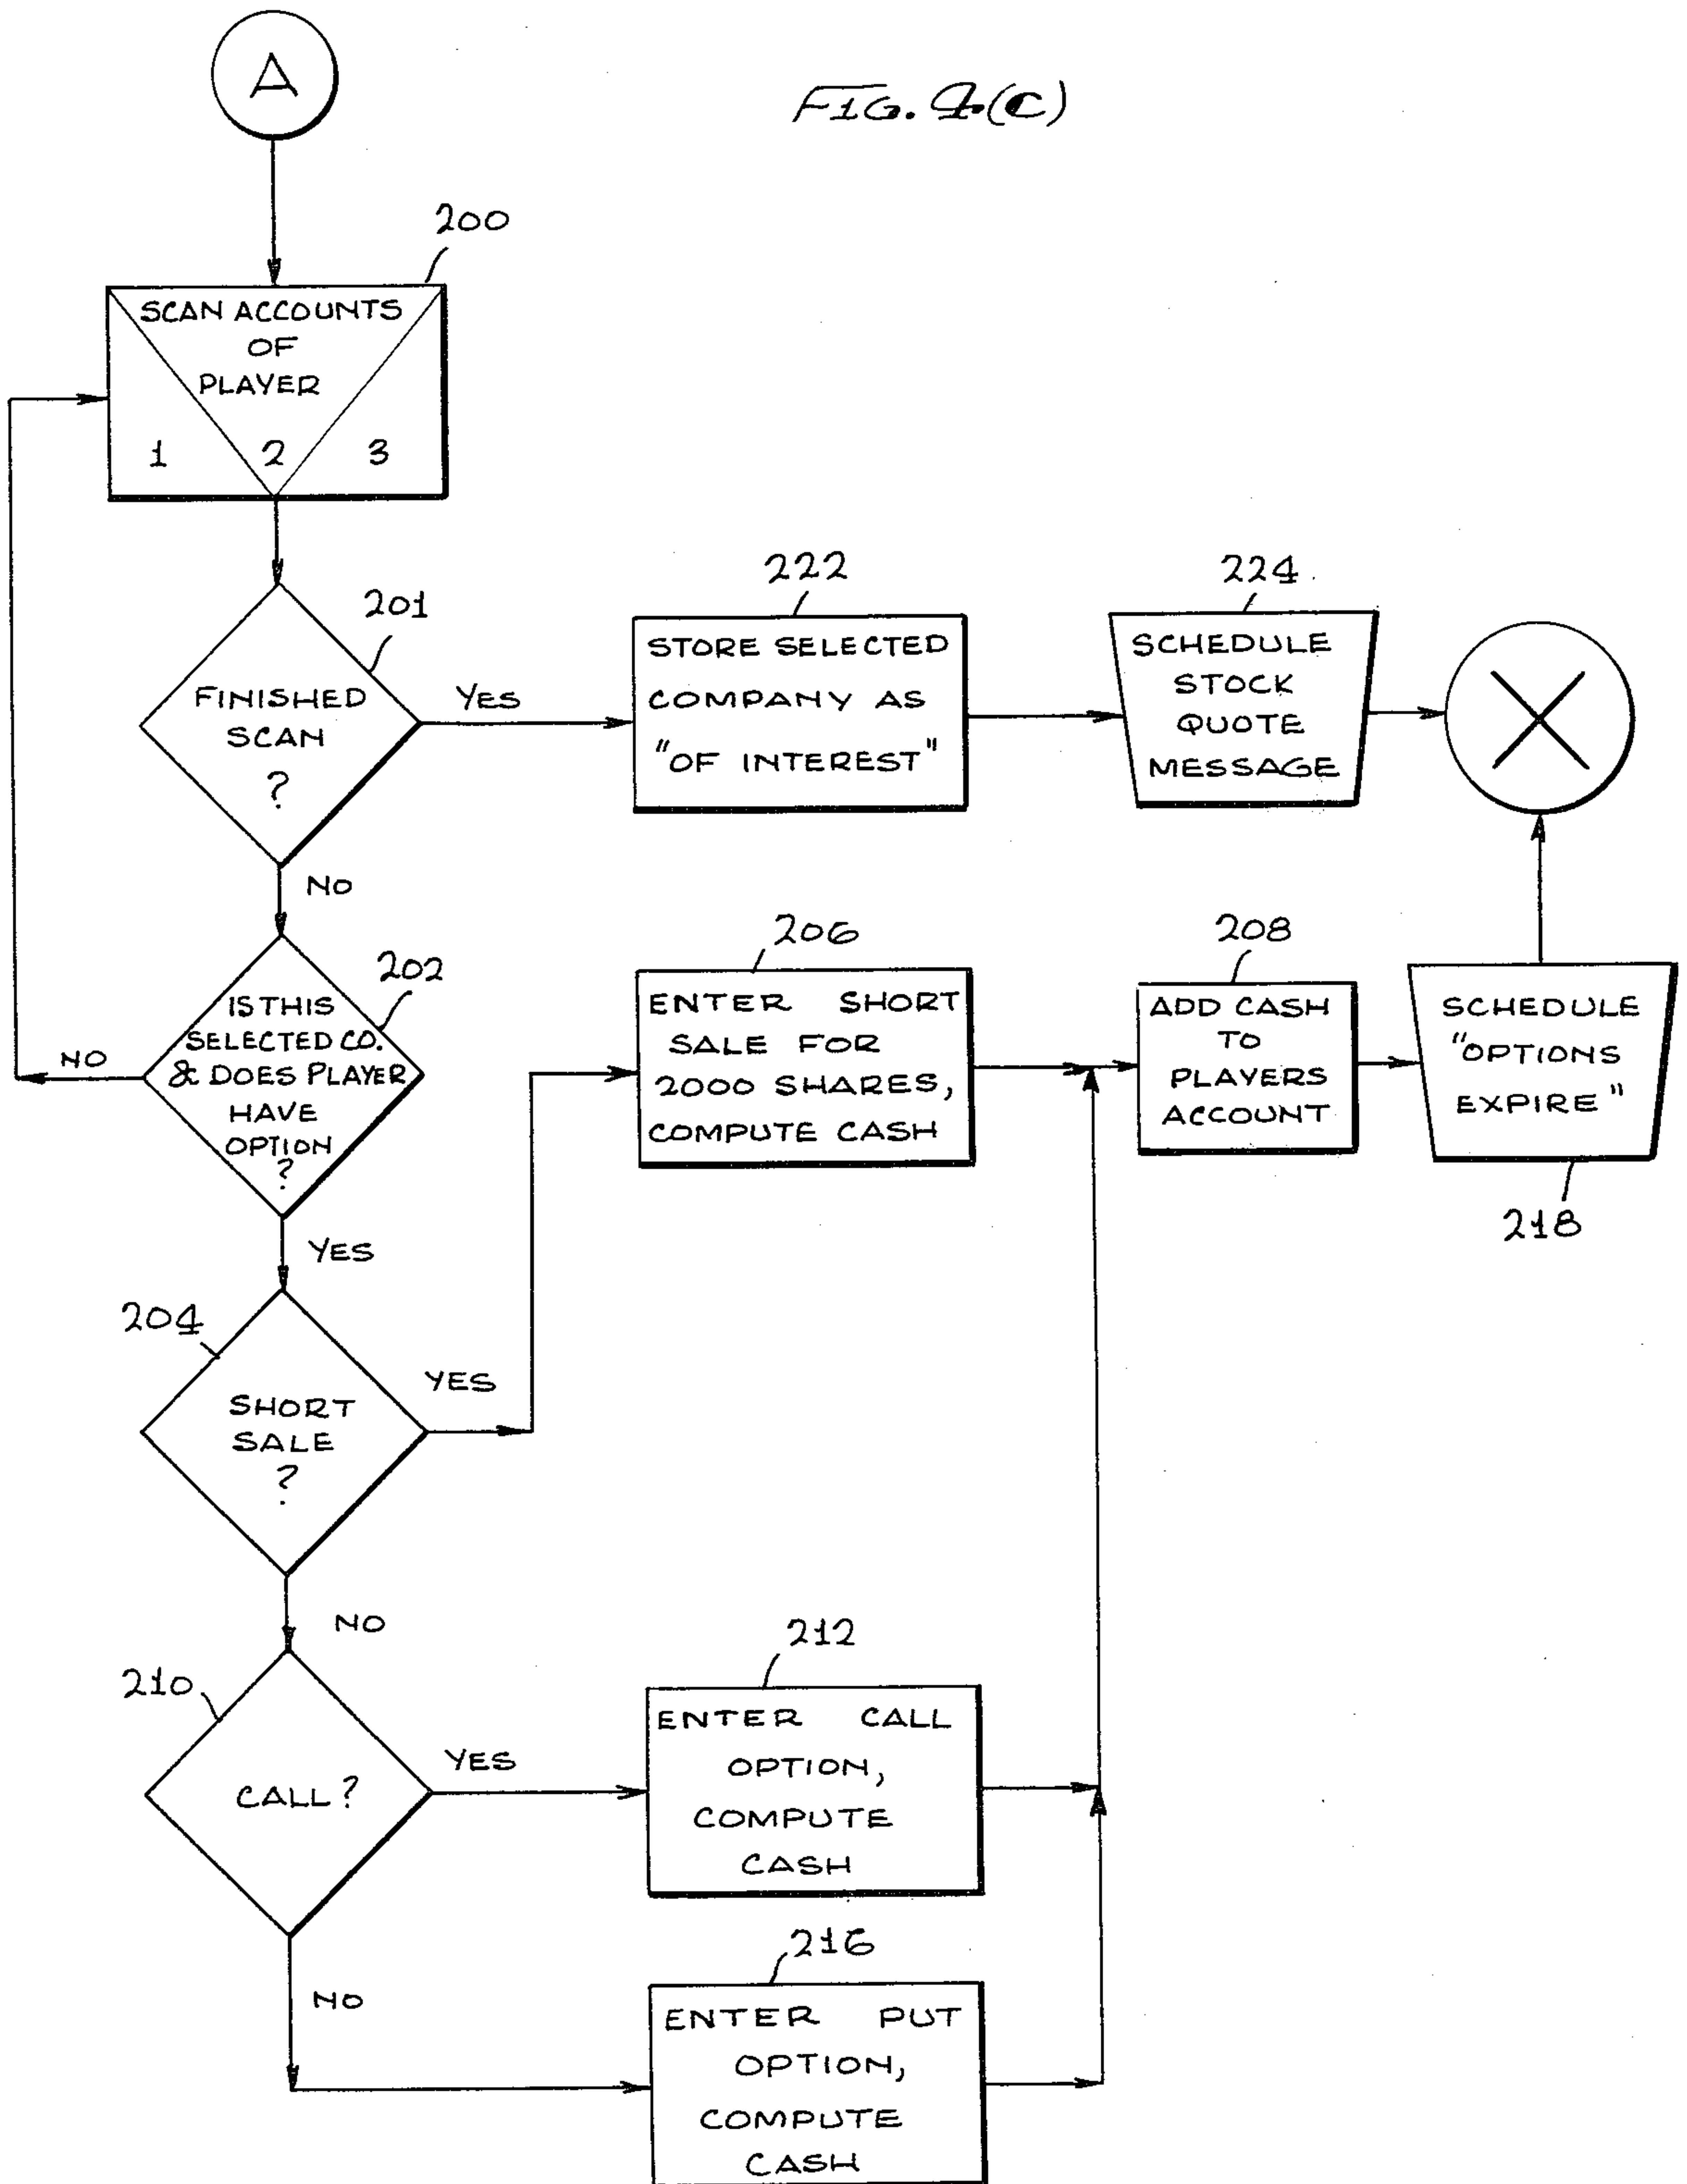 A
FIG. 9(C)
200
SCAN ACCOUNTS
OF
PLAYER
1 2 3
201
FINISHED
SCAN
?
YES
NO
222
STORE SELECTED
COMPANY AS
"OF INTEREST"
224
SCHEDULE
STOCK
QUOTE
MESSAGE
X
202
IS THIS
SELECTED CO.
& DOES PLAYER
HAVE
OPTION
?
NO
YES
206
ENTER SHORT
SALE FOR
2000 SHARES,
COMPUTE CASH
208
ADD CASH
TO
PLAYERS
ACCOUNT
SCHEDULE
"OPTIONS
EXPIRE"
218
204
SHORT
SALE
?
YES
NO
210
CALL?
YES
NO
212
ENTER CALL
OPTION,
COMPUTE
CASH
216
ENTER PUT
OPTION,
COMPUTE
CASH